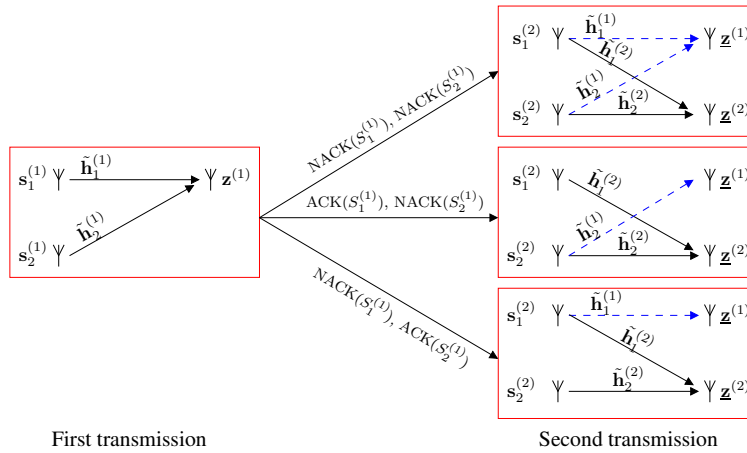 s₁⁽¹⁾ h̃₁⁽¹⁾ z⁽¹⁾
s₂⁽¹⁾ h̃₂⁽¹⁾
First transmission
NACK(S₁⁽¹⁾), NACK(S₂⁽¹⁾)
ACK(S₁⁽¹⁾), NACK(S₂⁽¹⁾)
NACK(S₁⁽¹⁾), ACK(S₂⁽¹⁾)
s₁⁽²⁾ h̃₁⁽¹⁾ z̲⁽¹⁾
h̃₁⁽²⁾
h̃₂⁽¹⁾
s₂⁽²⁾ h̃₂⁽²⁾ z̲⁽²⁾
s₁⁽²⁾ h̃₁⁽²⁾ z̲⁽¹⁾
h̃₂⁽¹⁾
s₂⁽²⁾ h̃₂⁽²⁾ z̲⁽²⁾
s₁⁽²⁾ h̃₁⁽¹⁾ z̲⁽¹⁾
h̃₁⁽²⁾
s₂⁽²⁾ h̃₂⁽²⁾ z̲⁽²⁾
Second transmission